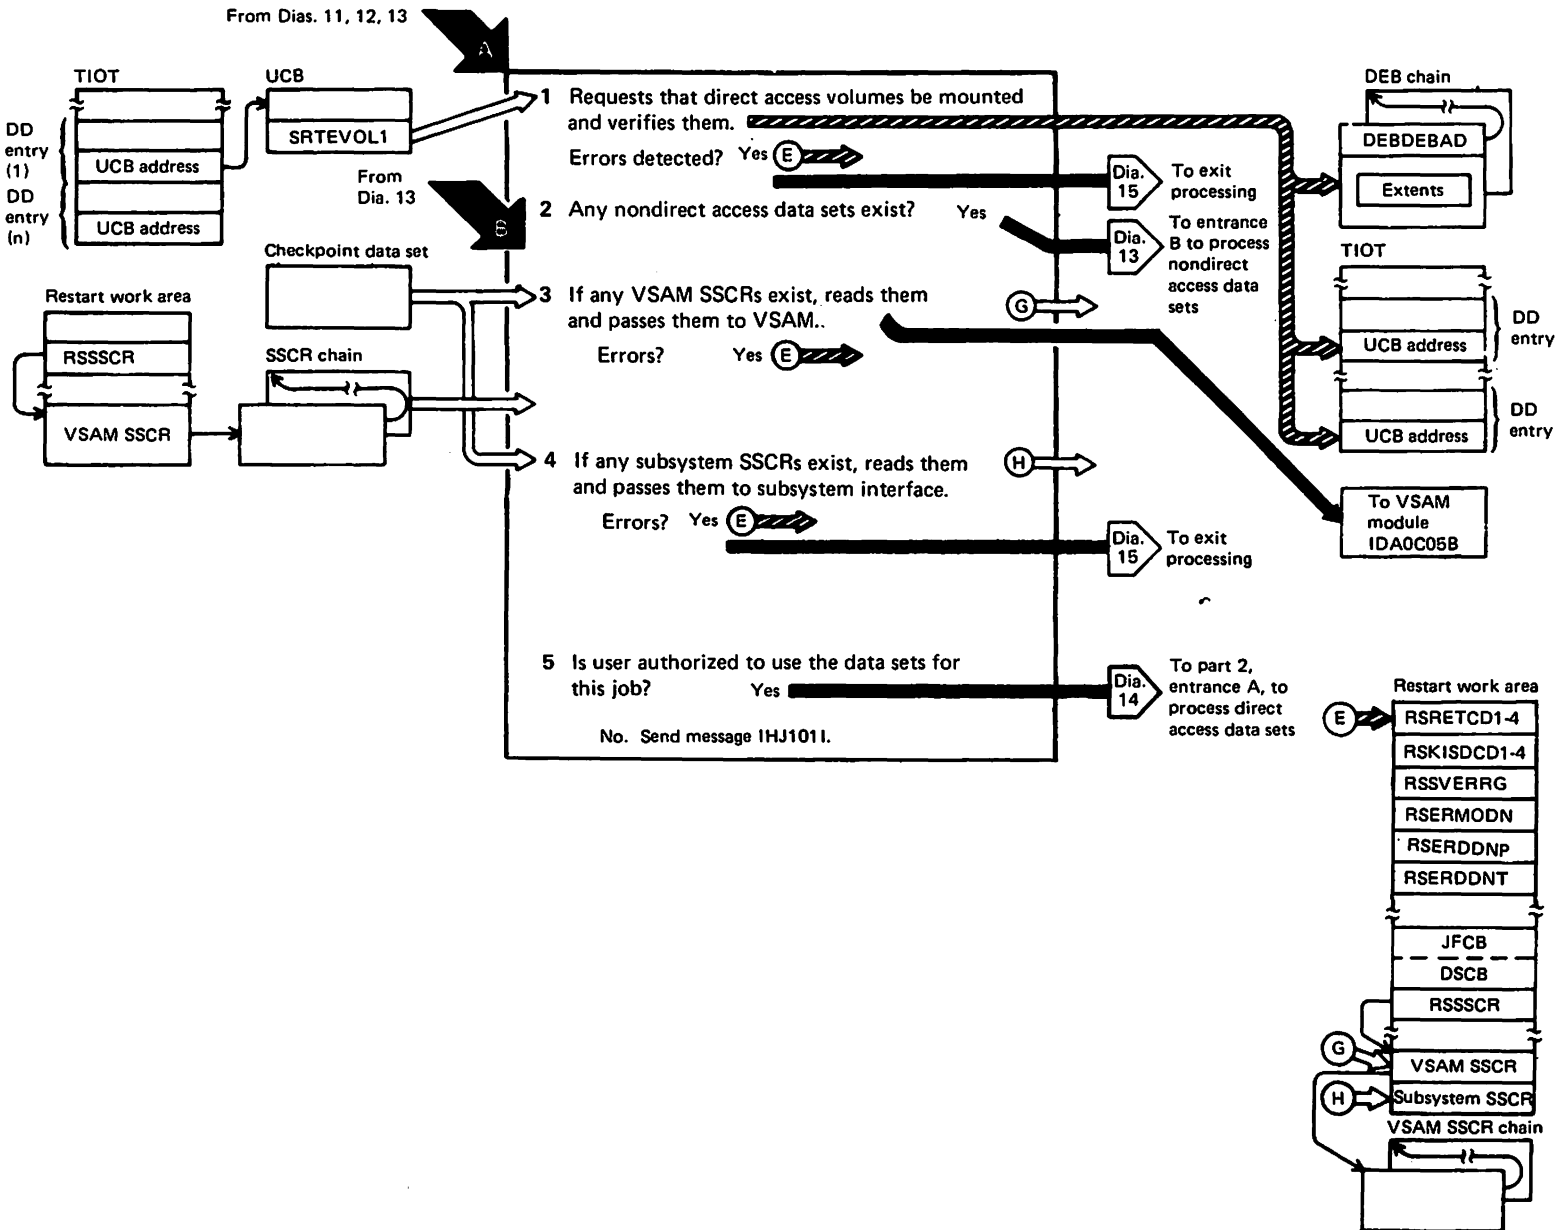 From Dias. 11, 12, 13
A
TIOT
UCB
DD
entry
(1)
UCB address
DD
entry
(n)
UCB address
SRTEVOL1
From
Dia. 13
B
Checkpoint data set
Restart work area
RSSSCR
VSAM SSCR
SSCR chain
1 Requests that direct access volumes be mounted
and verifies them.
Errors detected? Yes E
Dia.
15
To exit
processing
2 Any nondirect access data sets exist? Yes
Dia.
13
To entrance
B to process
nondirect
access data
sets
3 If any VSAM SSCRs exist, reads them
and passes them to VSAM..
G
Errors? Yes E
4 If any subsystem SSCRs exist, reads them
and passes them to subsystem interface.
H
Errors? Yes E
Dia.
15
To exit
processing
5 Is user authorized to use the data sets for
this job? Yes
Dia.
14
To part 2,
entrance A, to
process direct
access data sets
No. Send message IHJ101I.
DEB chain
DEBDEBAD
Extents
TIOT
UCB address
DD
entry
UCB address
DD
entry
To VSAM
module
IDA0C05B
Restart work area
E
RSRETCD1-4
RSKISDCD1-4
RSSVERRG
RSERMODN
RSERDDNP
RSERDDNT
JFCB
DSCB
RSSSCR
G
VSAM SSCR
H
Subsystem SSCR
VSAM SSCR chain